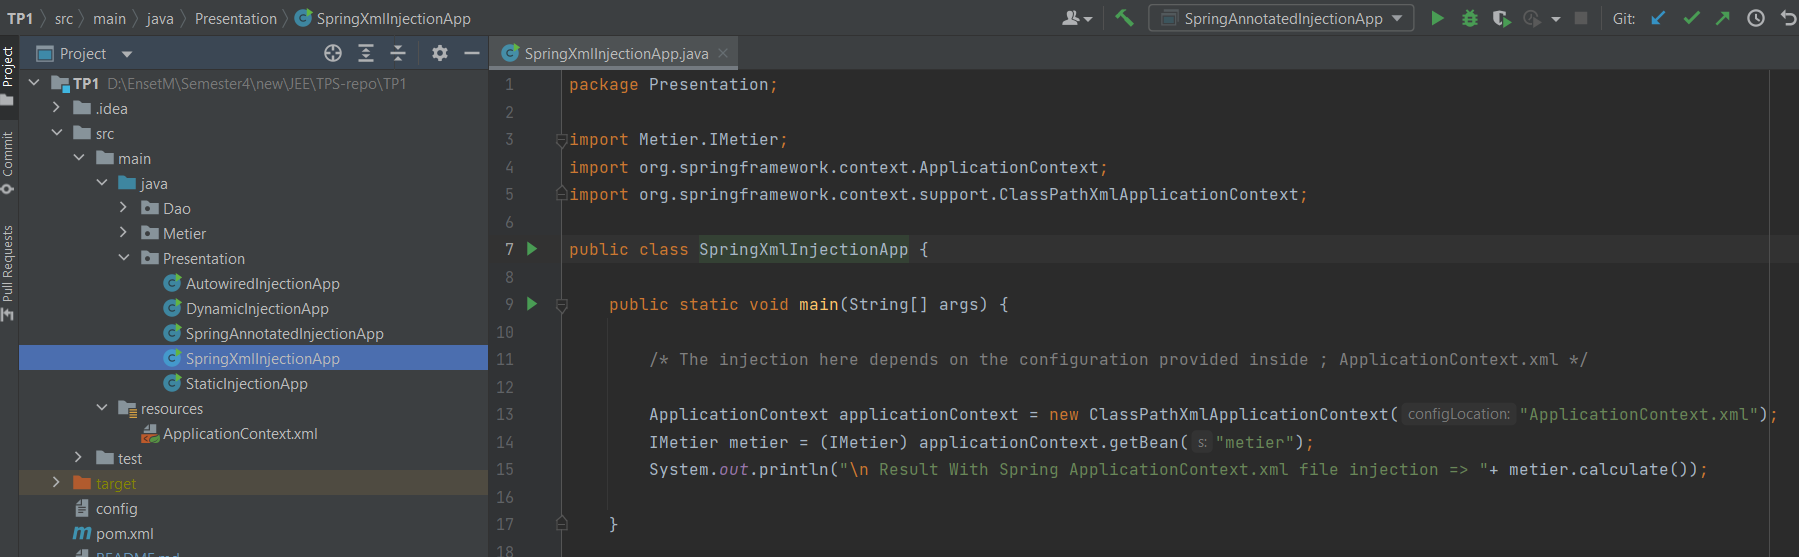 TP1 > src > main > java > Presentation > SpringXmlInjectionApp
SpringAnnotatedInjectionApp
Git:
Project
Commit
Pull Requests
Project
TP1 D:\EnsetM\Semester4\new\JEE\TPS-repo\TP1
.idea
src
main
java
Dao
Metier
Presentation
AutowiredInjectionApp
DynamicInjectionApp
SpringAnnotatedInjectionApp
SpringXmlInjectionApp
StaticInjectionApp
resources
ApplicationContext.xml
test
target
config
pom.xml
README.md
SpringXmlInjectionApp.java
1 package Presentation;
2
3 import Metier.IMetier;
4 import org.springframework.context.ApplicationContext;
5 import org.springframework.context.support.ClassPathXmlApplicationContext;
6
7 public class SpringXmlInjectionApp {
8
9 public static void main(String[] args) {
10
11 /* The injection here depends on the configuration provided inside ; ApplicationContext.xml */
12
13 ApplicationContext applicationContext = new ClassPathXmlApplicationContext( configLocation: "ApplicationContext.xml");
14 IMetier metier = (IMetier) applicationContext.getBean( s: "metier");
15 System.out.println("\n Result With Spring ApplicationContext.xml file injection => "+ metier.calculate());
16
17 }
18